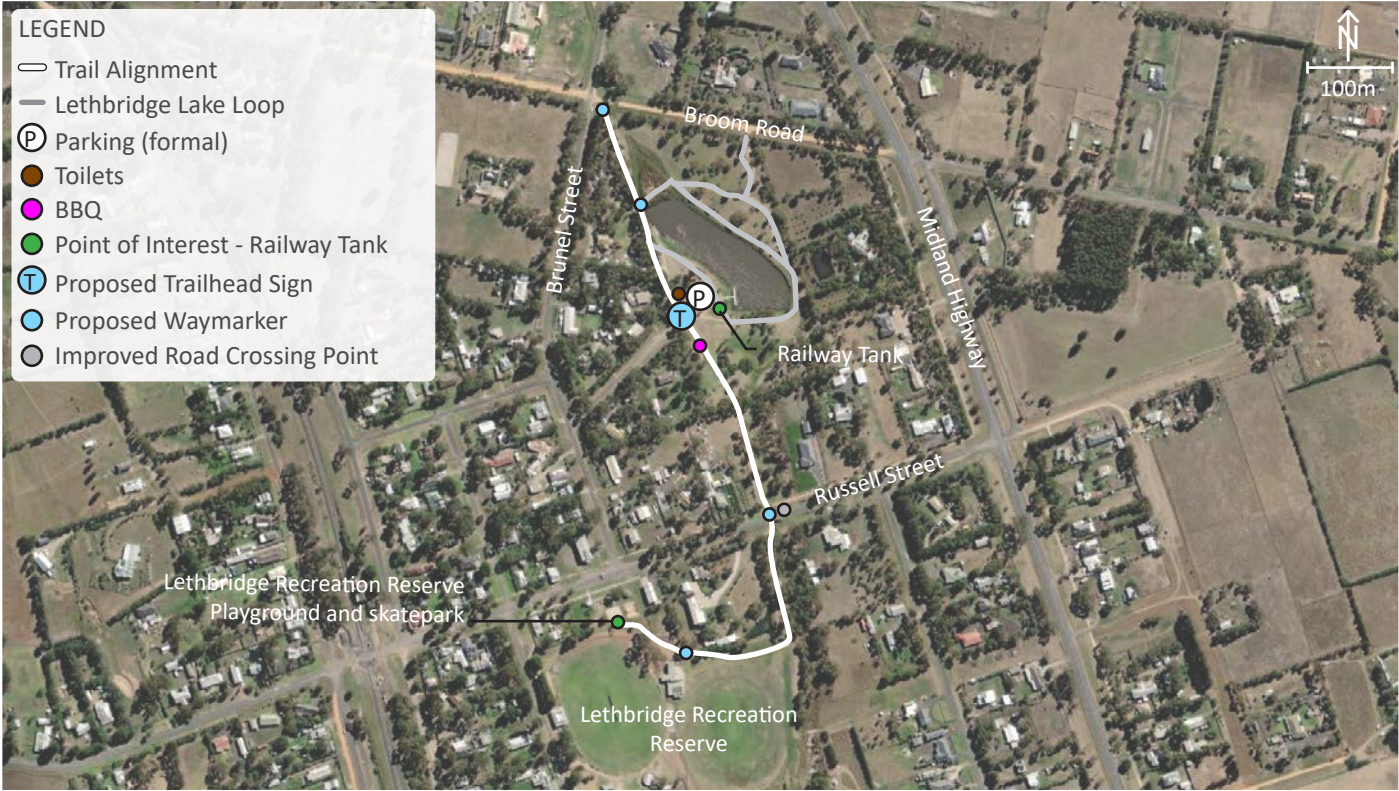 LEGEND
Trail Alignment
Lethbridge Lake Loop
P Parking (formal)
Toilets
BBQ
Point of Interest - Railway Tank
T Proposed Trailhead Sign
Proposed Waymarker
Improved Road Crossing Point
N
100m
Broom Road
Brunel Street
Midland Highway
P
T
Railway Tank
Russell Street
Lethbridge Recreation Reserve
Playground and skatepark
Lethbridge Recreation
Reserve